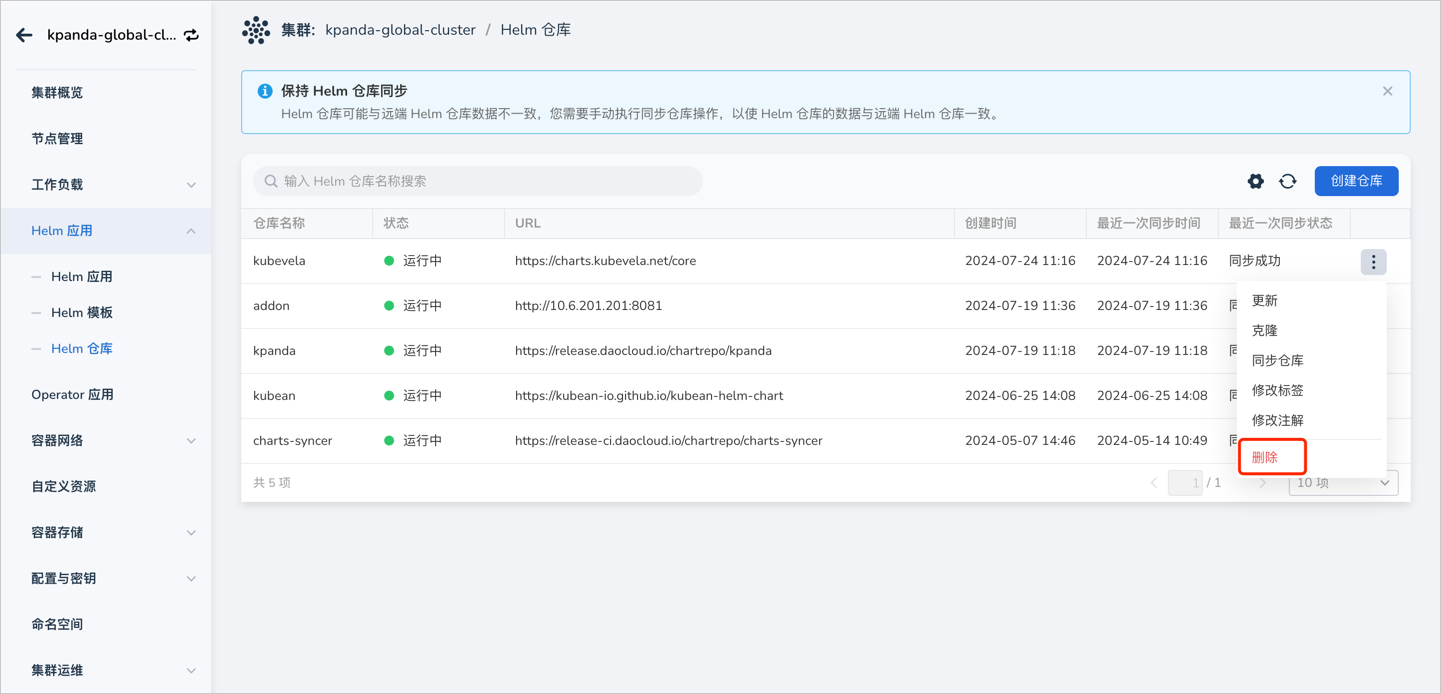 kpanda-global-cl...
集群概览
节点管理
工作负载
Helm 应用
Helm 应用
Helm 模板
Helm 仓库
Operator 应用
容器网络
自定义资源
容器存储
配置与密钥
命名空间
集群运维
集群: kpanda-global-cluster / Helm 仓库
保持 Helm 仓库同步
Helm 仓库可能与远端 Helm 仓库数据不一致，您需要手动执行同步仓库操作，以使 Helm 仓库的数据与远端 Helm 仓库一致。
输入 Helm 仓库名称搜索
创建仓库
仓库名称 状态 URL 创建时间 最近一次同步时间 最近一次同步状态
kubevela 运行中 https://charts.kubevela.net/core 2024-07-24 11:16 2024-07-24 11:16 同步成功
addon 运行中 http://10.6.201.201:8081 2024-07-19 11:36 2024-07-19 11:36
kpanda 运行中 https://release.daocloud.io/chartrepo/kpanda 2024-07-19 11:18 2024-07-19 11:18
kubean 运行中 https://kubean-io.github.io/kubean-helm-chart 2024-06-25 14:08 2024-06-25 14:08
charts-syncer 运行中 https://release-ci.daocloud.io/chartrepo/charts-syncer 2024-05-07 14:46 2024-05-14 10:49
更新
克隆
同步仓库
修改标签
修改注解
删除
共 5 项 1 / 1 10 项